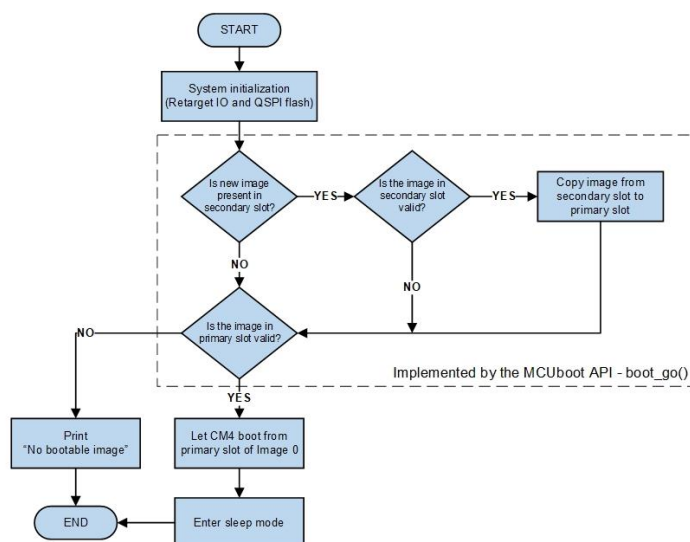 START
System initialization
(Retarget IO and QSPI flash)
Is new image
present in
secondary slot?
YES
Is the image in
secondary slot
valid?
YES
Copy image from
secondary slot to
primary slot
NO
NO
Is the image in
primary slot valid?
NO
Implemented by the MCUboot API - boot_go()
YES
Print
“No bootable image”
Let CM4 boot from
primary slot of Image 0
END
Enter sleep mode